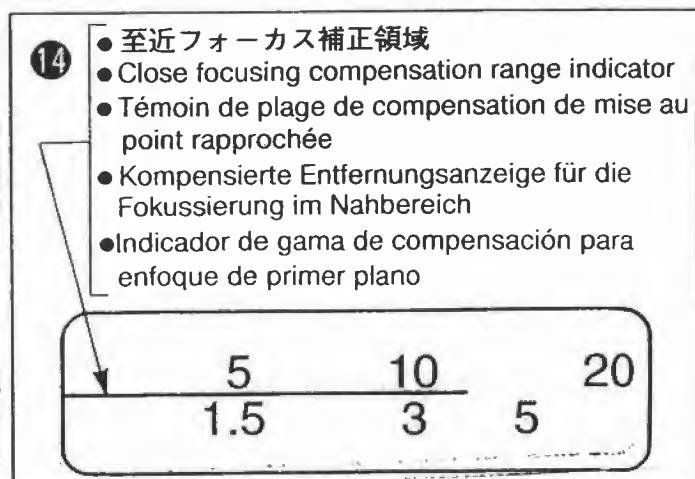 14
● 至近フォーカス補正領域
● Close focusing compensation range indicator
● Témoin de plage de compensation de mise au
point rapprochée
● Kompensierte Entfernungsanzeige für die
Fokussierung im Nahbereich
●Indicador de gama de compensación para
enfoque de primer plano
5 10 20
1.5 3 5